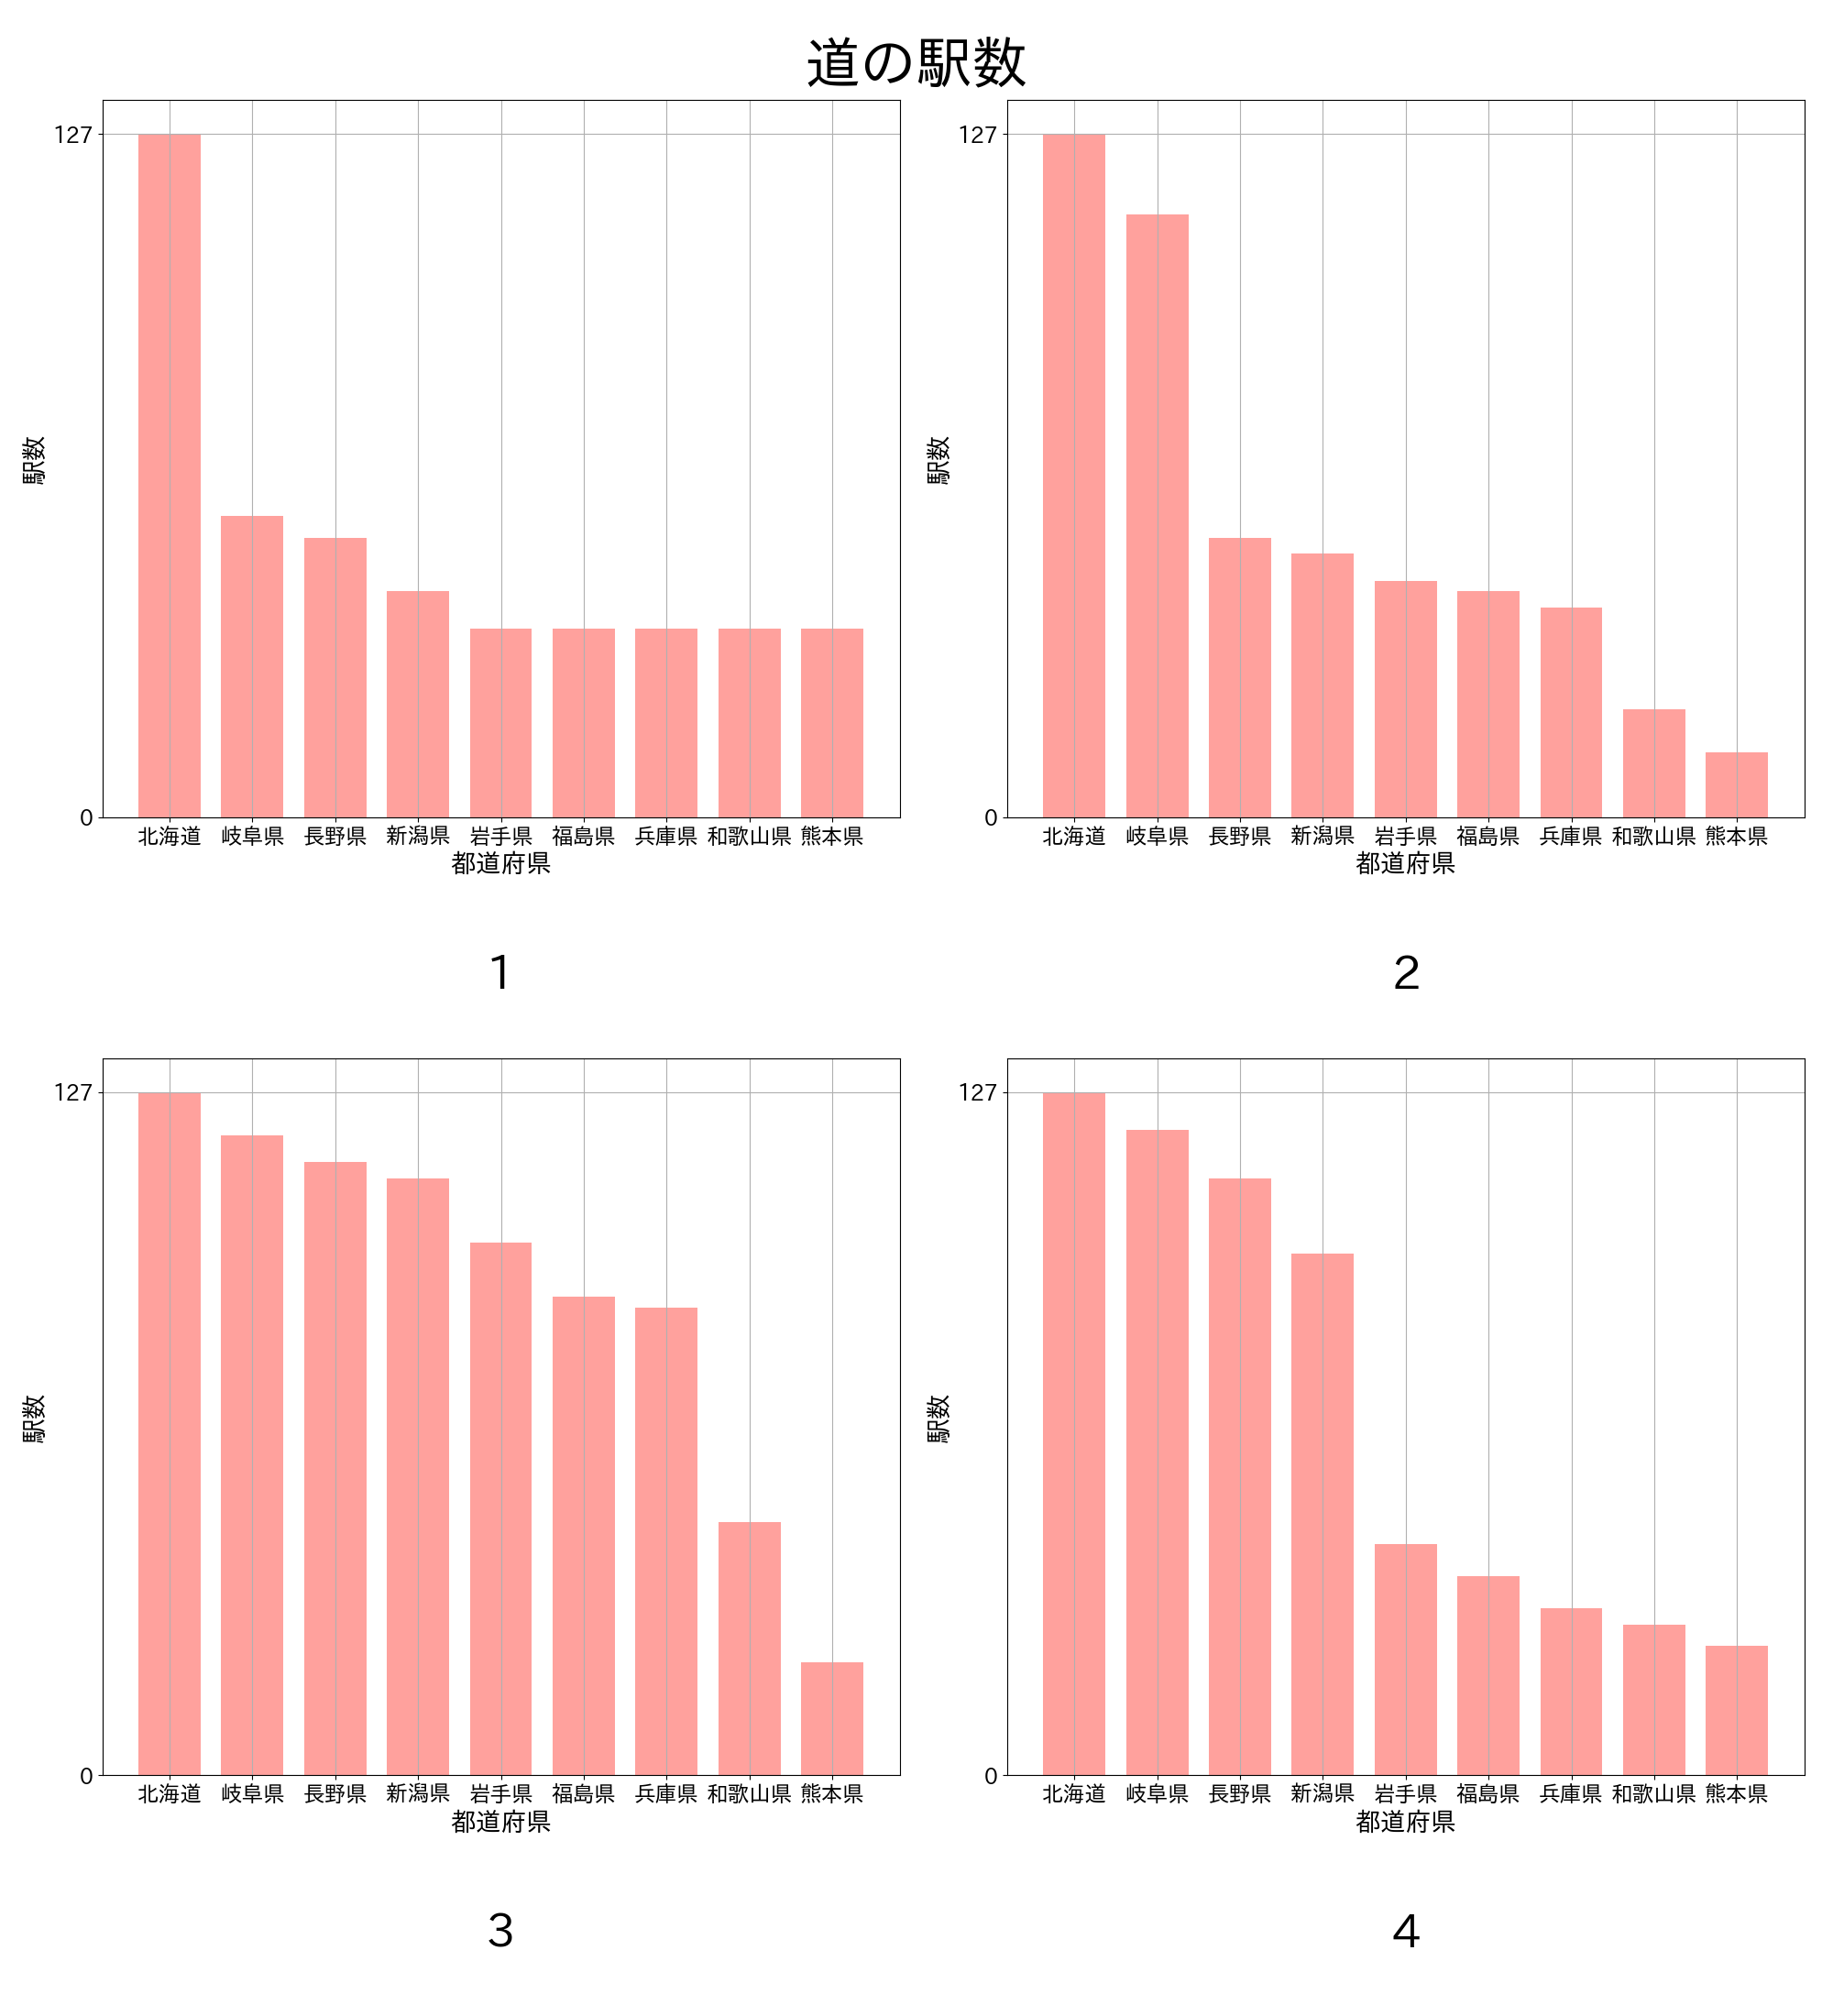 道の駅数
127
駅数
0
北海道 岐阜県 長野県 新潟県 岩手県 福島県 兵庫県 和歌山県 熊本県
都道府県
1
127
駅数
0
北海道 岐阜県 長野県 新潟県 岩手県 福島県 兵庫県 和歌山県 熊本県
都道府県
2
127
駅数
0
北海道 岐阜県 長野県 新潟県 岩手県 福島県 兵庫県 和歌山県 熊本県
都道府県
3
127
駅数
0
北海道 岐阜県 長野県 新潟県 岩手県 福島県 兵庫県 和歌山県 熊本県
都道府県
4